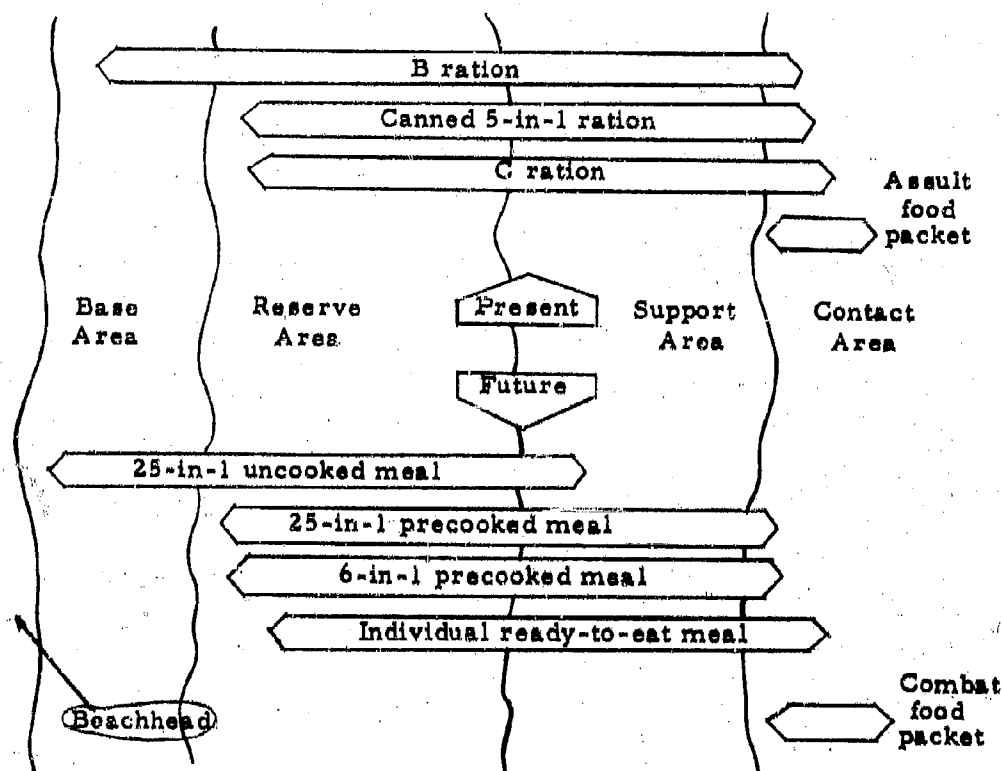 B ration
Canned 5-in-1 ration
C ration
Assult
food
packet
Base
Area
Reserve
Area
Present
Support
Area
Contact
Area
Future
25-in-1 uncooked meal
25-in-1 precooked meal
6-in-1 precooked meal
Individual ready-to-eat meal
Beachhead
Combat
food
packet